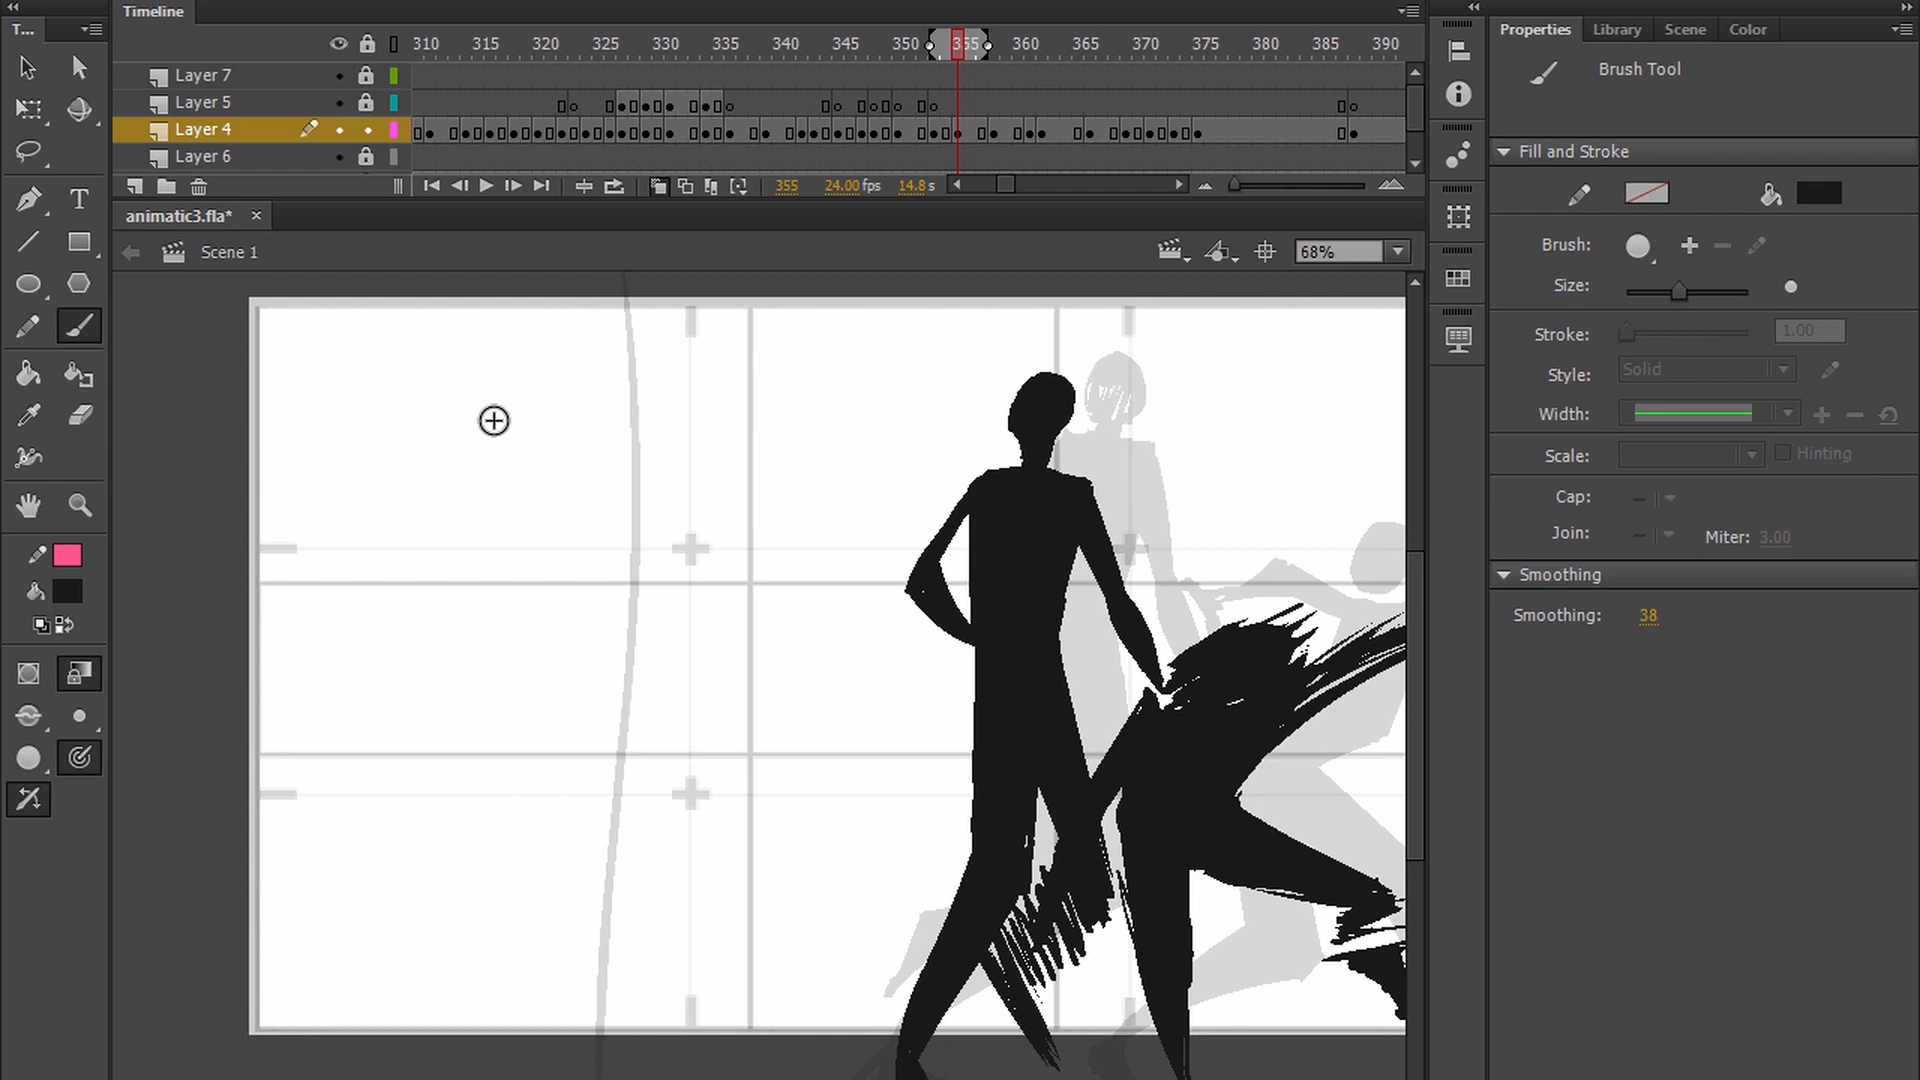 Timeline
T...
310 315 320 325 330 335 340 345 350 355 360 365 370 375 380 385 390
Layer 7
Layer 5
Layer 4
Layer 6
355 24.00 fps 14.8 s
animatic3.fla*
Scene 1
68%
Properties Library Scene Color
Brush Tool
Fill and Stroke
Brush:
Size:
Stroke: 1.00
Style: Solid
Width:
Scale: Hinting
Cap:
Join: Miter: 3.00
Smoothing
Smoothing: 38